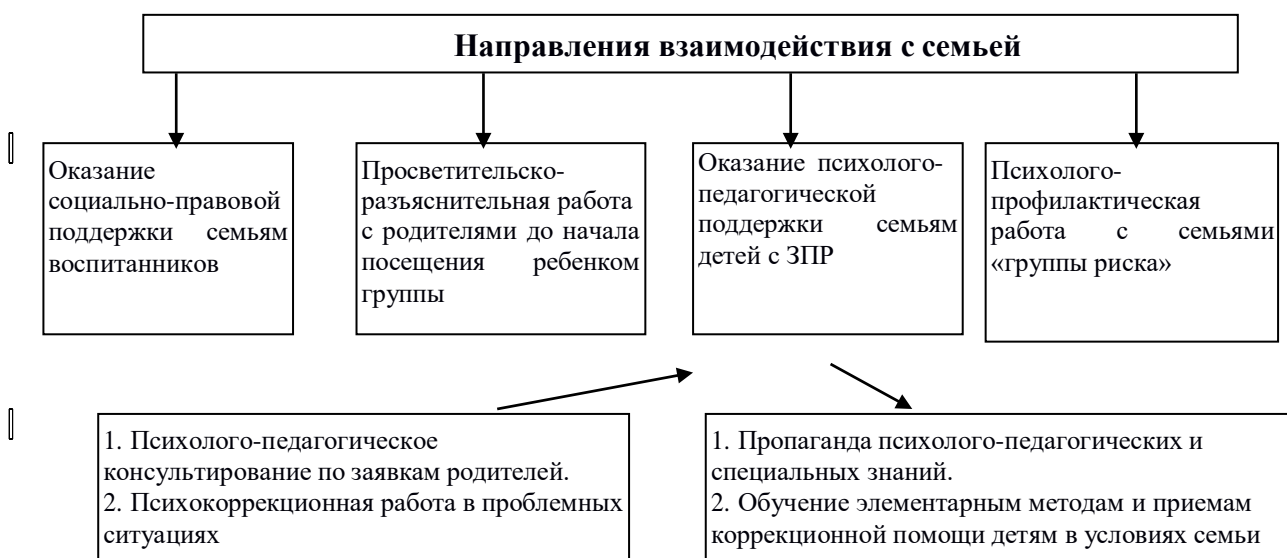 Направления взаимодействия с семьей
Оказание
социально-правовой
поддержки семьям
воспитанников
Просветительско-
разъяснительная работа
с родителями до начала
посещения ребенком
группы
Оказание психолого-
педагогической
поддержки семьям
детей с ЗПР
Психолого-
профилактическая
работа с семьями
«группы риска»
1. Психолого-педагогическое
консультирование по заявкам родителей.
2. Психокоррекционная работа в проблемных
ситуациях
1. Пропаганда психолого-педагогических и
специальных знаний.
2. Обучение элементарным методам и приемам
коррекционной помощи детям в условиях семьи